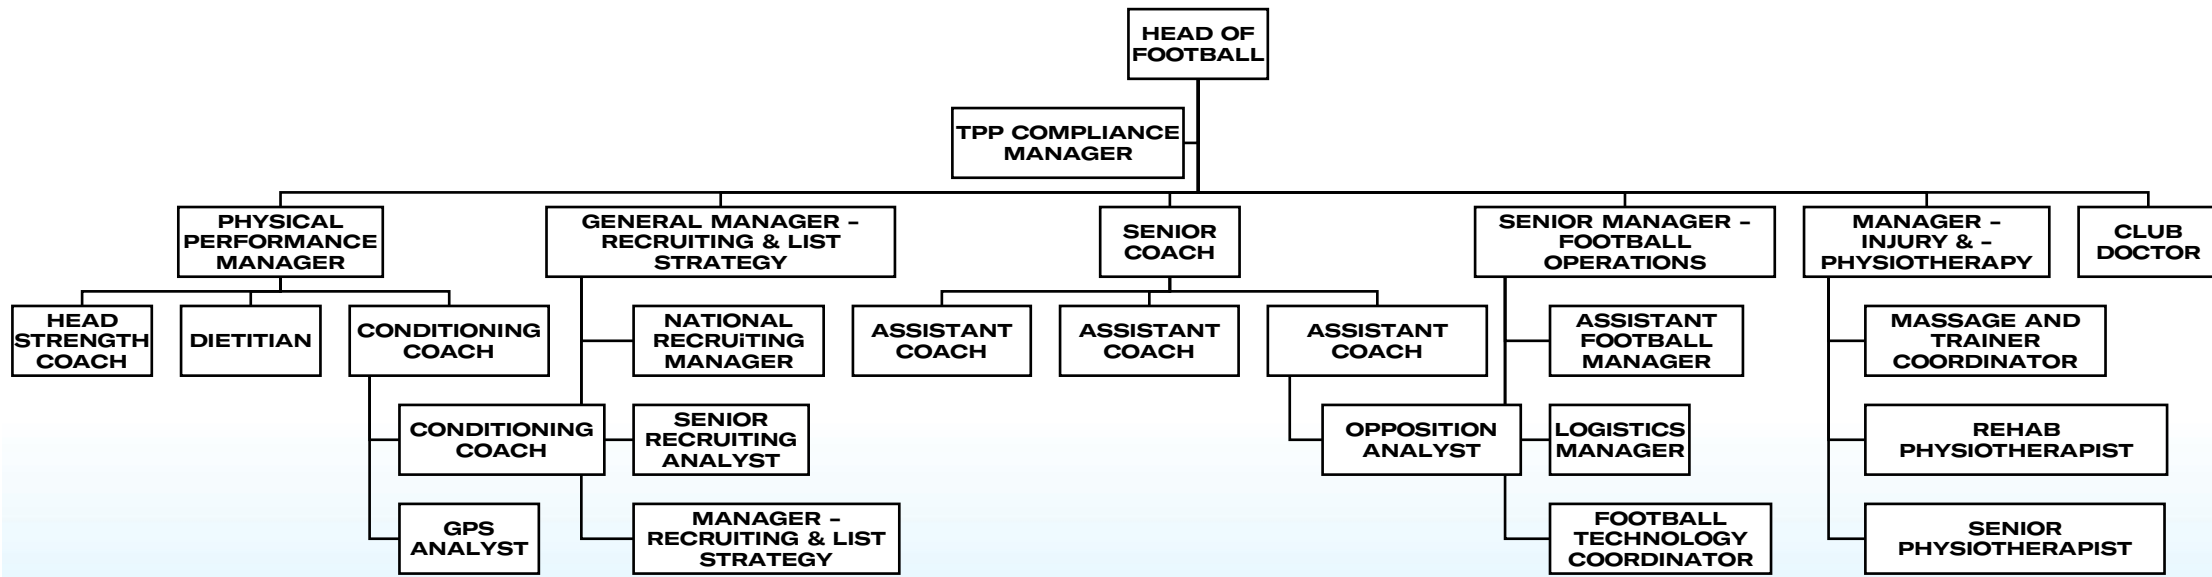 HEAD OF
FOOTBALL
TPP COMPLIANCE
MANAGER
PHYSICAL
PERFORMANCE
MANAGER
GENERAL MANAGER –
RECRUITING & LIST
STRATEGY
SENIOR
COACH
SENIOR MANAGER –
FOOTBALL
OPERATIONS
MANAGER –
INJURY & –
PHYSIOTHERAPY
CLUB
DOCTOR
HEAD
STRENGTH
COACH
DIETITIAN
CONDITIONING
COACH
NATIONAL
RECRUiTING
MANAGER
ASSISTANT
COACH
ASSISTANT
COACH
ASSISTANT
COACH
ASSISTANT
FOOTBALL
MANAGER
MASSAGE AND
TRAINER
COORDINATOR
CONDITIONING
COACH
SENIOR
RECRUITING
ANALYST
OPPOSITION
ANALYST
LOGISTICS
MANAGER
REHAB
PHYSIOTHERAPIST
GPS
ANALYST
MANAGER –
RECRUITING & LIST
STRATEGY
FOOTBALL
TECHNOLOGY
COORDINATOR
SENIOR
PHYSIOTHERAPIST